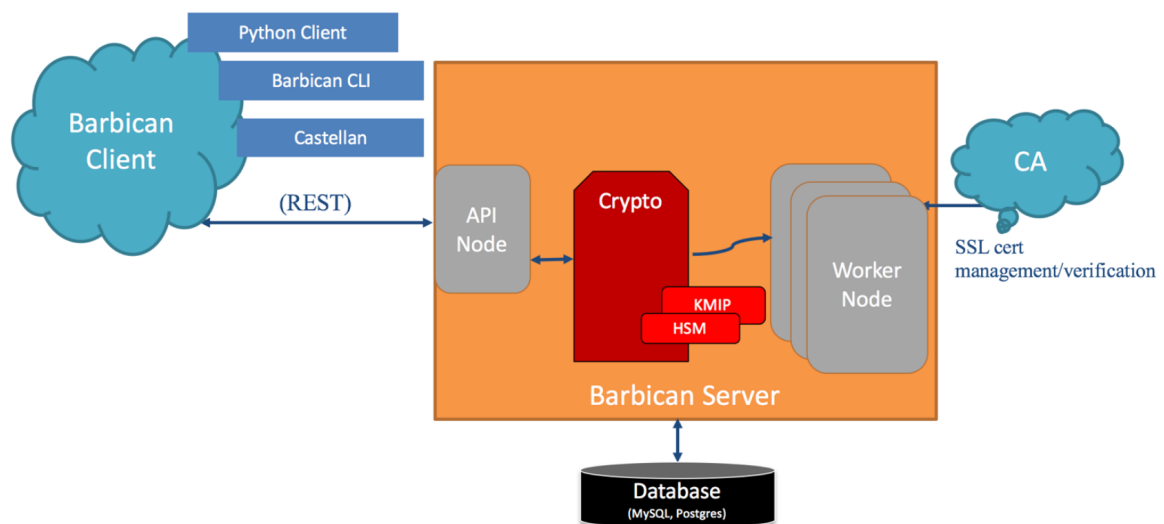 Python Client
Barbican CLI
Castellan
Barbican
Client
(REST)
API
Node
Crypto
KMIP
HSM
Worker
Node
CA
SSL cert
management/verification
Barbican Server
Database
(MySQL, Postgres)